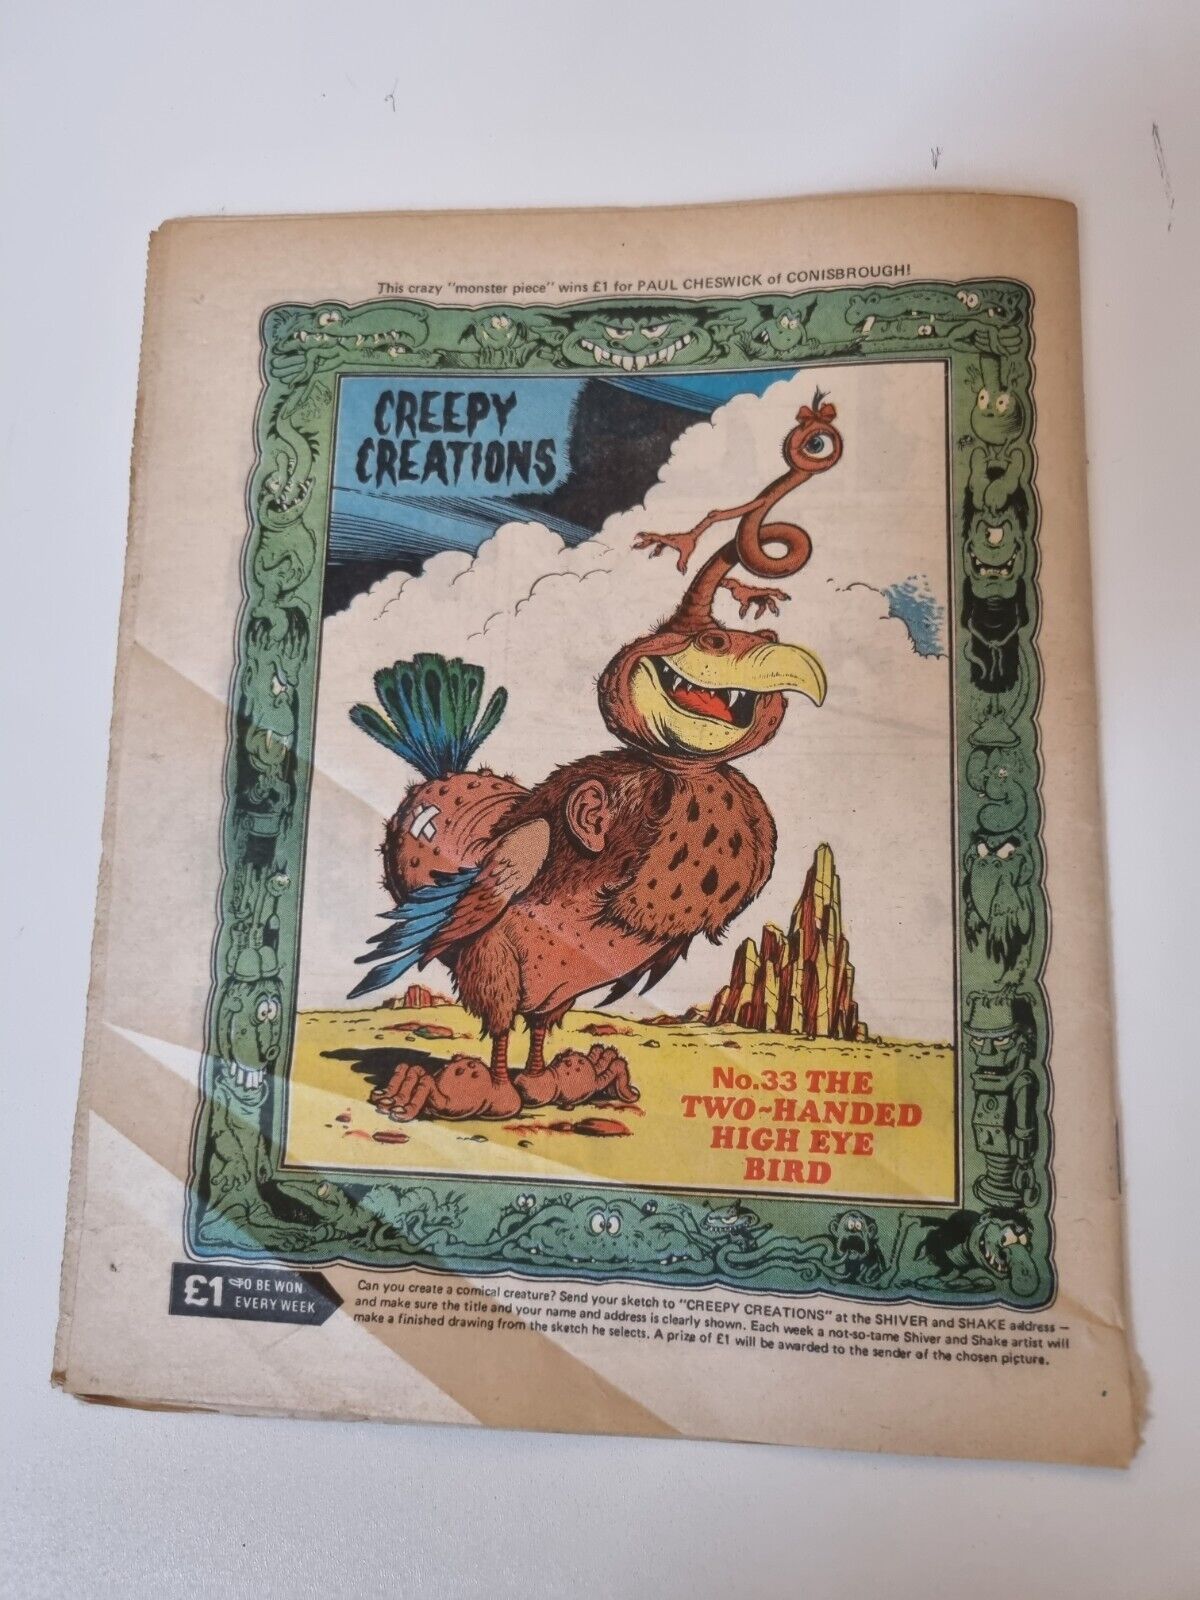 This crazy "monster piece" wins £1 for PAUL CHESWICK of CONISBROUGH!
CREEPY
CREATIONS
No.33 THE
TWO-HANDED
HIGH EYE
BIRD
£1 TO BE WON
EVERY WEEK
Can you create a comical creature? Send your sketch to "CREEPY CREATIONS" at the SHIVER and SHAKE address —
and make sure the title and your name and address is clearly shown. Each week a not-so-tame Shiver and Shake artist will
make a finished drawing from the sketch he selects. A prize of £1 will be awarded to the sender of the chosen picture.